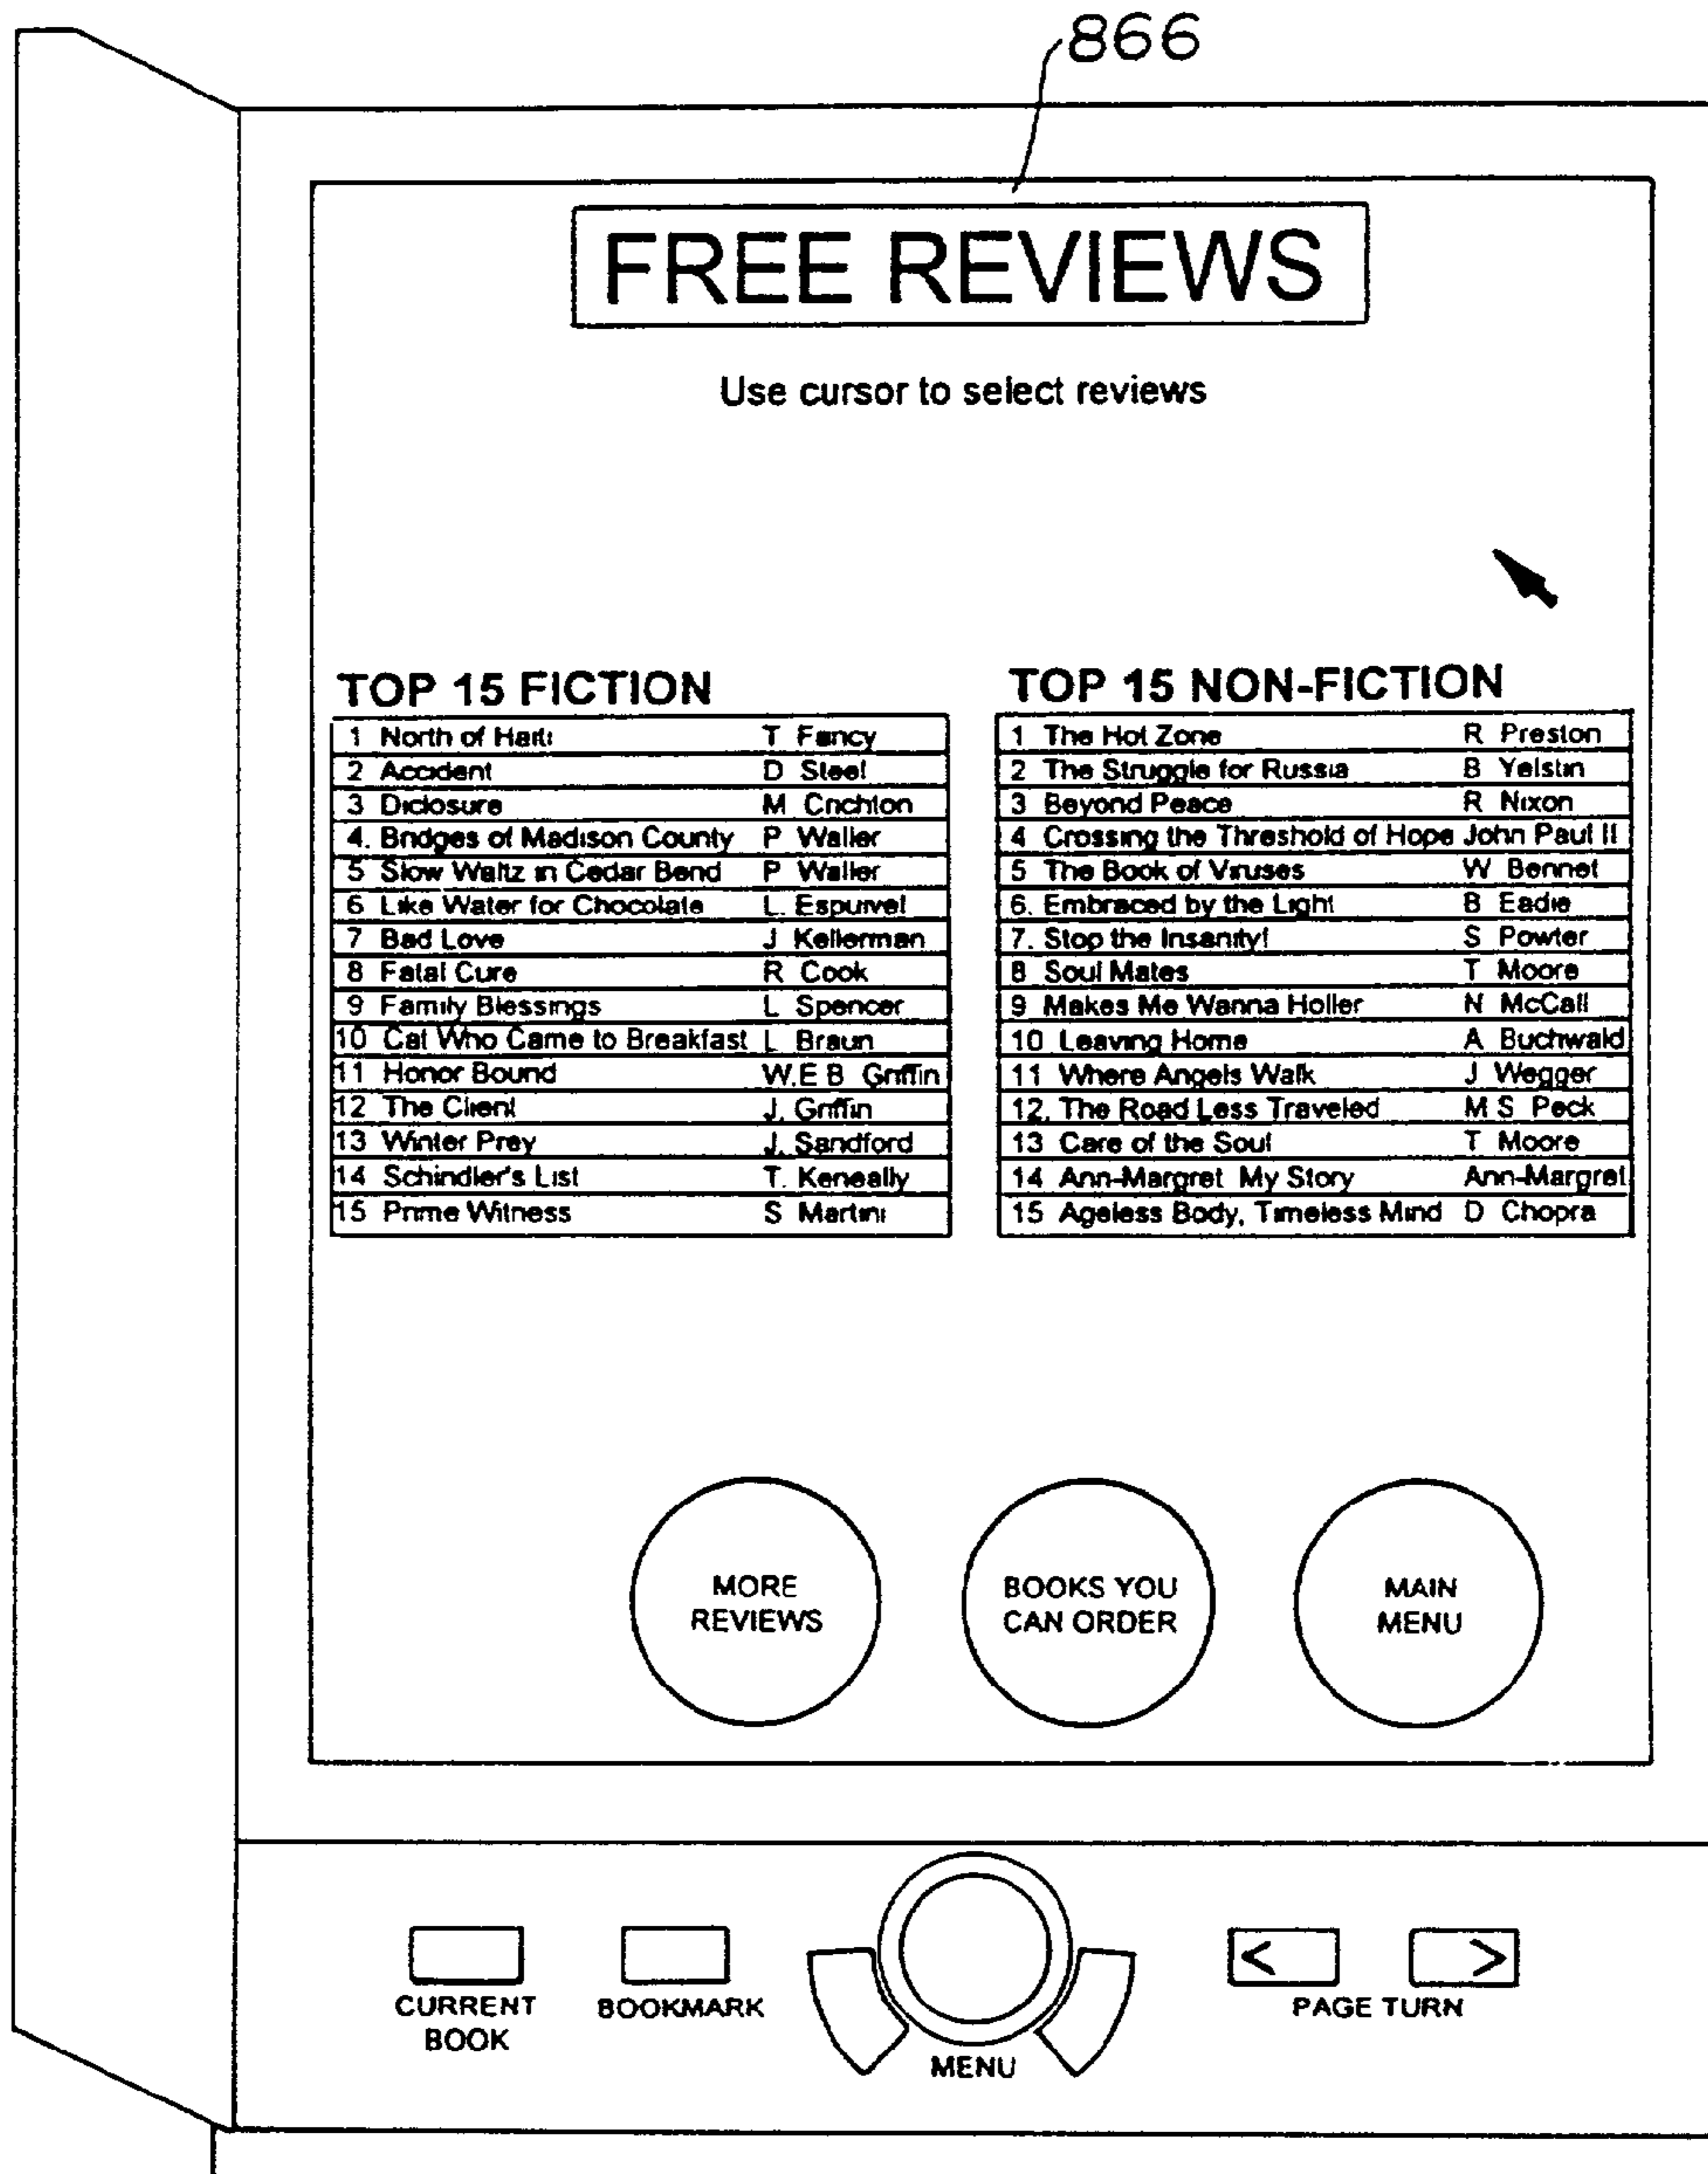 866
FREE REVIEWS
Use cursor to select reviews
TOP 15 FICTION
1 North of Haiti T Fancy
2 Accident D Steel
3 Diclosure M Crichton
4. Bridges of Madison County P Waller
5 Slow Waltz in Cedar Bend P Waller
6 Like Water for Chocolate L. Espuivel
7 Bad Love J Kellerman
8 Fatal Cure R Cook
9 Family Blessings L Spencer
10 Cat Who Came to Breakfast L Braun
11 Honor Bound W.E B Griffin
12 The Client J. Griffin
13 Winter Prey J. Sandford
14 Schindler's List T. Keneally
15 Prime Witness S Martini
TOP 15 NON-FICTION
1 The Hot Zone R Preston
2 The Struggle for Russia B Yelstin
3 Beyond Peace R Nixon
4 Crossing the Threshold of Hope John Paul II
5 The Book of Viruses W Bennet
6. Embraced by the Light B Eadie
7. Stop the Insanity! S Powter
8 Soul Mates T Moore
9 Makes Me Wanna Holler N McCall
10 Leaving Home A Buchwald
11 Where Angels Walk J Wegger
12. The Road Less Traveled M S Peck
13 Care of the Soul T Moore
14 Ann-Margret My Story Ann-Margret
15 Ageless Body, Timeless Mind D Chopra
MORE
REVIEWS
BOOKS YOU
CAN ORDER
MAIN
MENU
< >
CURRENT
BOOK
BOOKMARK
MENU
PAGE TURN